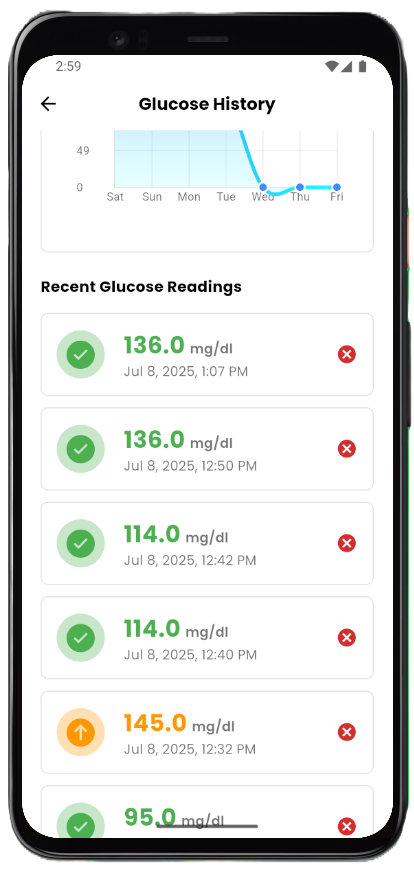 2:59
Glucose History
49
0
Sat Sun Mon Tue Wed Thu Fri
Recent Glucose Readings
136.0 mg/dl
Jul 8, 2025, 1:07 PM
136.0 mg/dl
Jul 8, 2025, 12:50 PM
114.0 mg/dl
Jul 8, 2025, 12:42 PM
114.0 mg/dl
Jul 8, 2025, 12:40 PM
145.0 mg/dl
Jul 8, 2025, 12:32 PM
95.0 mg/dl